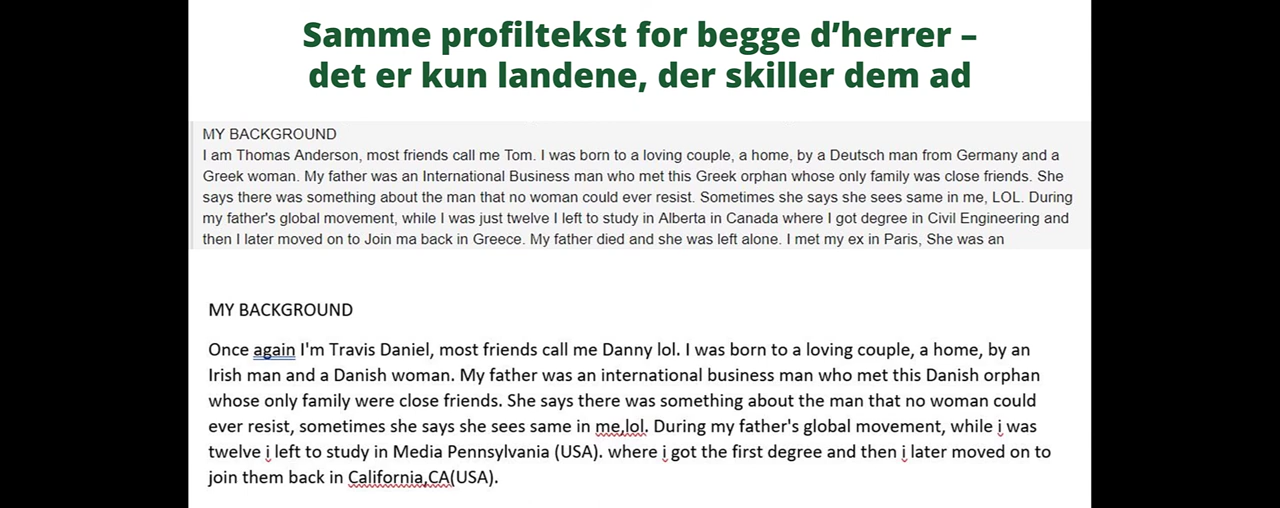 Samme profiltekst for begge d’herrer –
det er kun landene, der skiller dem ad
MY BACKGROUND
I am Thomas Anderson, most friends call me Tom. I was born to a loving couple, a home, by a Deutsch man from Germany and a
Greek woman. My father was an International Business man who met this Greek orphan whose only family was close friends. She
says there was something about the man that no woman could ever resist. Sometimes she says she sees same in me, LOL. During
my father's global movement, while I was just twelve I left to study in Alberta in Canada where I got degree in Civil Engineering and
then I later moved on to Join ma back in Greece. My father died and she was left alone. I met my ex in Paris, She was an
MY BACKGROUND
Once again I'm Travis Daniel, most friends call me Danny lol. I was born to a loving couple, a home, by an
Irish man and a Danish woman. My father was an international business man who met this Danish orphan
whose only family were close friends. She says there was something about the man that no woman could
ever resist, sometimes she says she sees same in me,lol. During my father's global movement, while i was
twelve i left to study in Media Pennsylvania (USA). where i got the first degree and then i later moved on to
join them back in California,CA(USA).